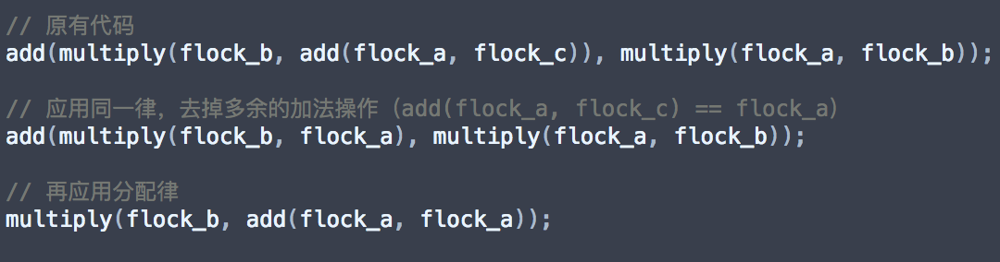 // 原有代码
add(multiply(flock_b, add(flock_a, flock_c)), multiply(flock_a, flock_b));
// 应用同一律，去掉多余的加法操作（add(flock_a, flock_c) == flock_a）
add(multiply(flock_b, flock_a), multiply(flock_a, flock_b));
// 再应用分配律
multiply(flock_b, add(flock_a, flock_a));